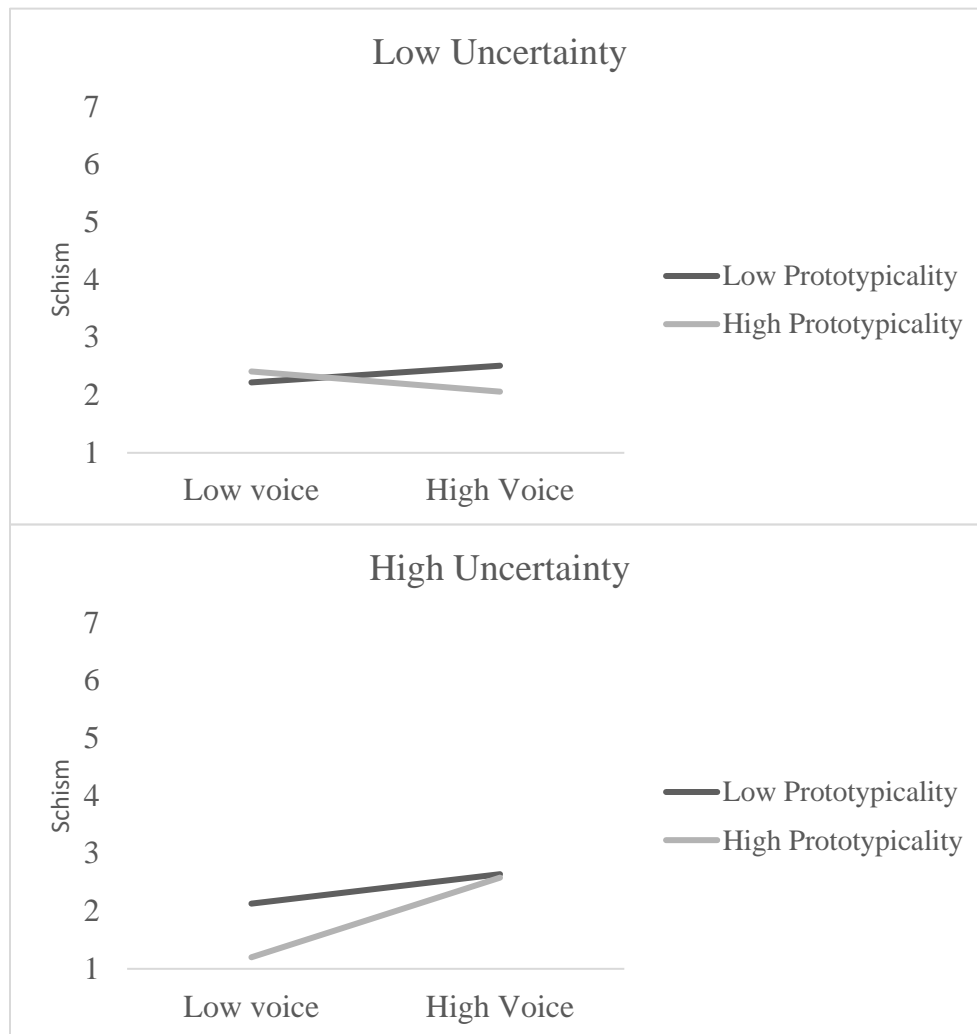 Low Uncertainty
7
6
5
4
3
2
1
Schism
Low voice High Voice
Low Prototypicality
High Prototypicality
High Uncertainty
7
6
5
4
3
2
1
Schism
Low voice High Voice
Low Prototypicality
High Prototypicality